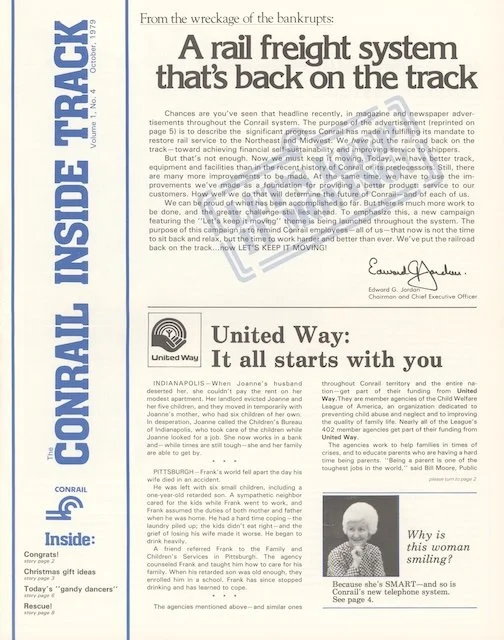 The
CONRAIL INSIDE TRACK
Volume 1, No. 4 October, 1979
CONRAIL
Inside:
Congrats!
story page 2
Christmas gift ideas
story page 3
Today's "gandy dancers"
story page 6
Rescue!
story page 8
From the wreckage of the bankrupts:
A rail freight system
that's back on the track
Chances are you've seen that headline recently, in magazine and newspaper adver-
tisements throughout the Conrail system. The purpose of the advertisement (reprinted on
page 5) is to describe the significant progress Conrail has made in fulfilling its mandate to
restore rail service to the Northeast and Midwest. We have put the railroad back on the
track—toward achieving financial self-sustainability and good service to shippers.
But that's not enough. Now we must keep it moving. Today, we have better track,
equipment and facilities than at any time in recent history of Conrail or its predecessors. Still, there
are many more improvements to be made. At the same time, we have to use the im-
provements we've made as a foundation for providing a better product—service to our
customers. How well we do that will determine the future of Conrail—and of each of us.
We can be proud of what we have accomplished so far. But there is much more work to
be done, and it's going to be tougher and harder. To emphasize this, a new campaign
featuring the "Let's keep it moving" theme is being launched throughout the system. The
purpose of this campaign is to remind Conrail employees—all of us—that now is not the time
to sit back and relax, but the time to work harder and better than ever. We've put the railroad
back on the track...now LET'S KEEP IT MOVING!
LET'S KEEP IT MOVING!
Edward G. Jordan
Edward G. Jordan
Chairman and Chief Executive Officer
United Way
United Way:
It all starts with you
INDIANAPOLIS—When Joanne's husband
deserted her, she couldn't pay the rent on her
modest apartment. Her landlord evicted Joanne and
her five children, and they moved in temporarily with
Joanne's mother, who had six children of her own.
In desperation, Joanne called the Children's Bureau
of Indianapolis, who took care of the children while
Joanne looked for a job. She now works in a bank
and—while times are still tough—she and her family
are able to get by.
• • •
PITTSBURGH—Frank's world fell apart the day his
wife died in an accident.
He was left with six small children, including a
one-year-old retarded son. A sympathetic neighbor
cared for the kids while Frank went to work, and
Frank assumed the duties of both mother and father
when he was home. He had a hard time coping—the
laundry piled up; the kids didn't eat right—and the
grief of losing his wife made it worse. He began to
drink heavily.
A friend referred Frank to the Family and
Children's Services in Pittsburgh. The agency
counseled Frank and taught him how to care for his
family. When his retarded son was old enough, they
enrolled him in school. Frank has since stopped
drinking and has learned to cope.
• • •
The agencies mentioned above—and similar ones
throughout Conrail territory and the entire na-
tion—get part of their funding from United
Way. They are members of the Child Welfare
League of America, an organization dedicated to
preventing child abuse and neglect and to improving
the quality of family life. Nearly all of the League's
402 member agencies get part of their funding from
United Way.
The agencies work to help families in times of
crises, and to educate parents who are having a hard
time being parents. "Being a parent is one of the
toughest jobs in the world," said Bill Moore, Public
please turn to page 2
Why is
this woman
smiling?
Because she's SMART—and so is
Conrail's new telephone system.
See page 4.